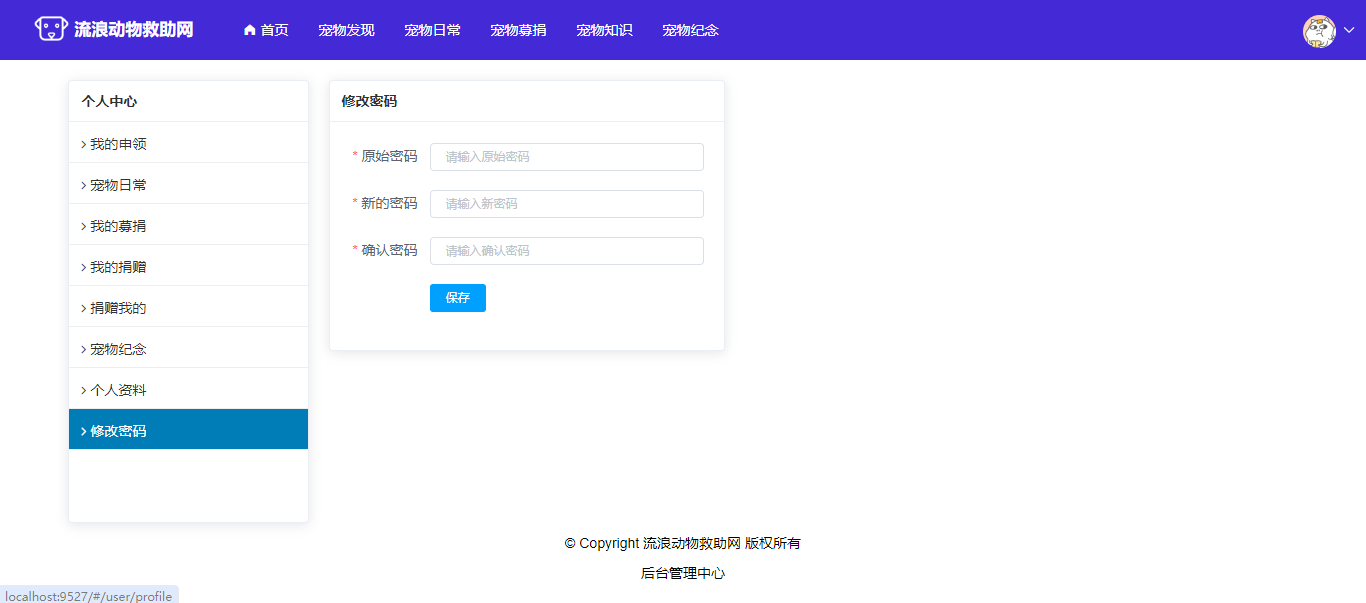 流浪动物救助网 首页 宠物发现 宠物日常 宠物募捐 宠物知识 宠物纪念
个人中心
我的申领
宠物日常
我的募捐
我的捐赠
捐赠我的
宠物纪念
个人资料
修改密码
修改密码
* 原始密码 请输入原始密码
* 新的密码 请输入新密码
* 确认密码 请输入确认密码
保存
© Copyright 流浪动物救助网 版权所有
后台管理中心
localhost:9527/#/user/profile